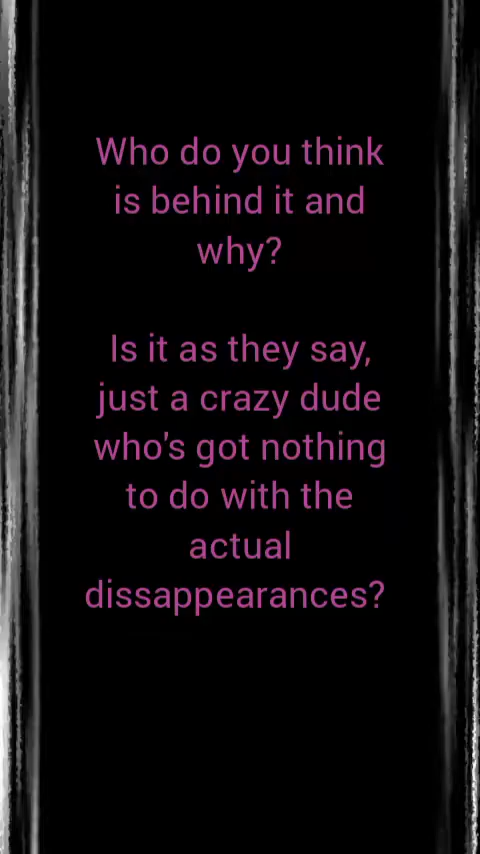 Who do you think
is behind it and
why?
Is it as they say,
just a crazy dude
who's got nothing
to do with the
actual
dissappearances?